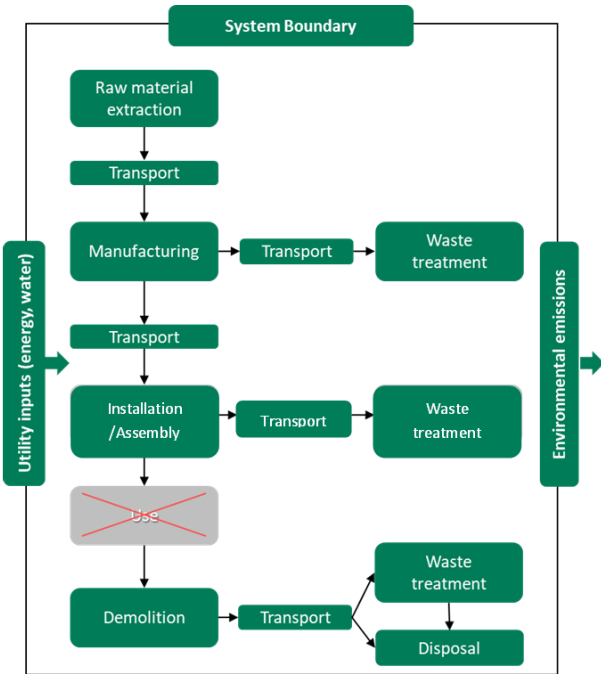 System Boundary
Raw material
extraction
Transport
Manufacturing
Transport
Waste
treatment
Transport
Installation
/Assembly
Transport
Waste
treatment
Use
Demolition
Transport
Waste
treatment
Disposal
Utility inputs (energy, water)
Environmental emissions